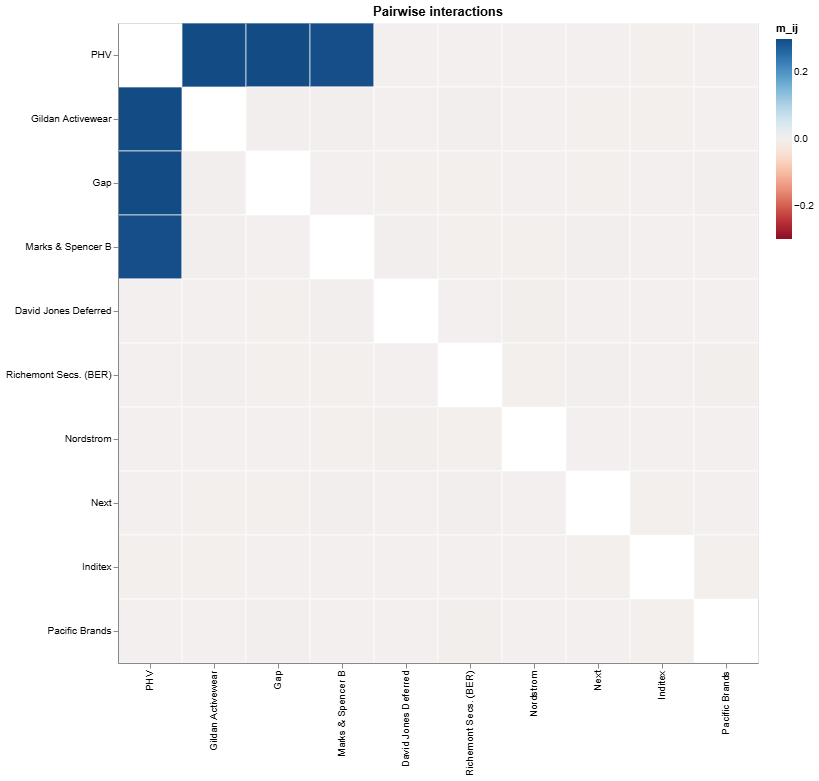 Pairwise interactions
m_ij
0.2
0.0
−0.2
PHV
Gildan Activewear
Gap
Marks & Spencer B
David Jones Deferred
Richemont Secs. (BER)
Nordstrom
Next
Inditex
Pacific Brands
PHV
Gildan Activewear
Gap
Marks & Spencer B
David Jones Deferred
Richemont Secs. (BER)
Nordstrom
Next
Inditex
Pacific Brands